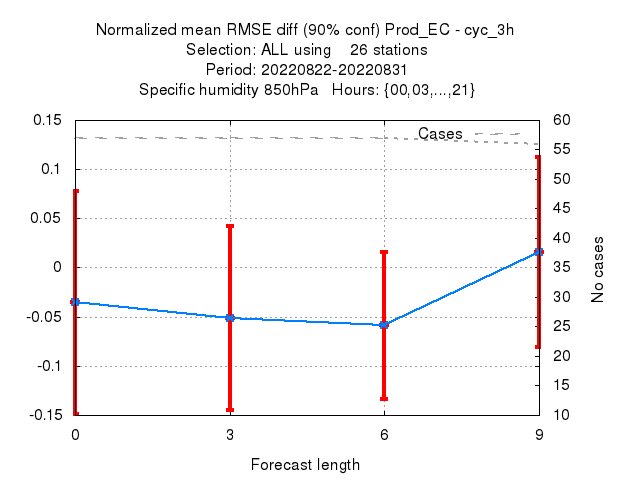 Normalized mean RMSE diff (90% conf) Prod_EC - cyc_3h
Selection: ALL using    26 stations
Period: 20220822-20220831
Specific humidity 850hPa   Hours: {00,03,...,21}
Cases
0.15
0.1
0.05
0
-0.05
-0.1
-0.15
60
55
50
45
40
35
30
25
20
15
10
No cases
0 3 6 9
Forecast length